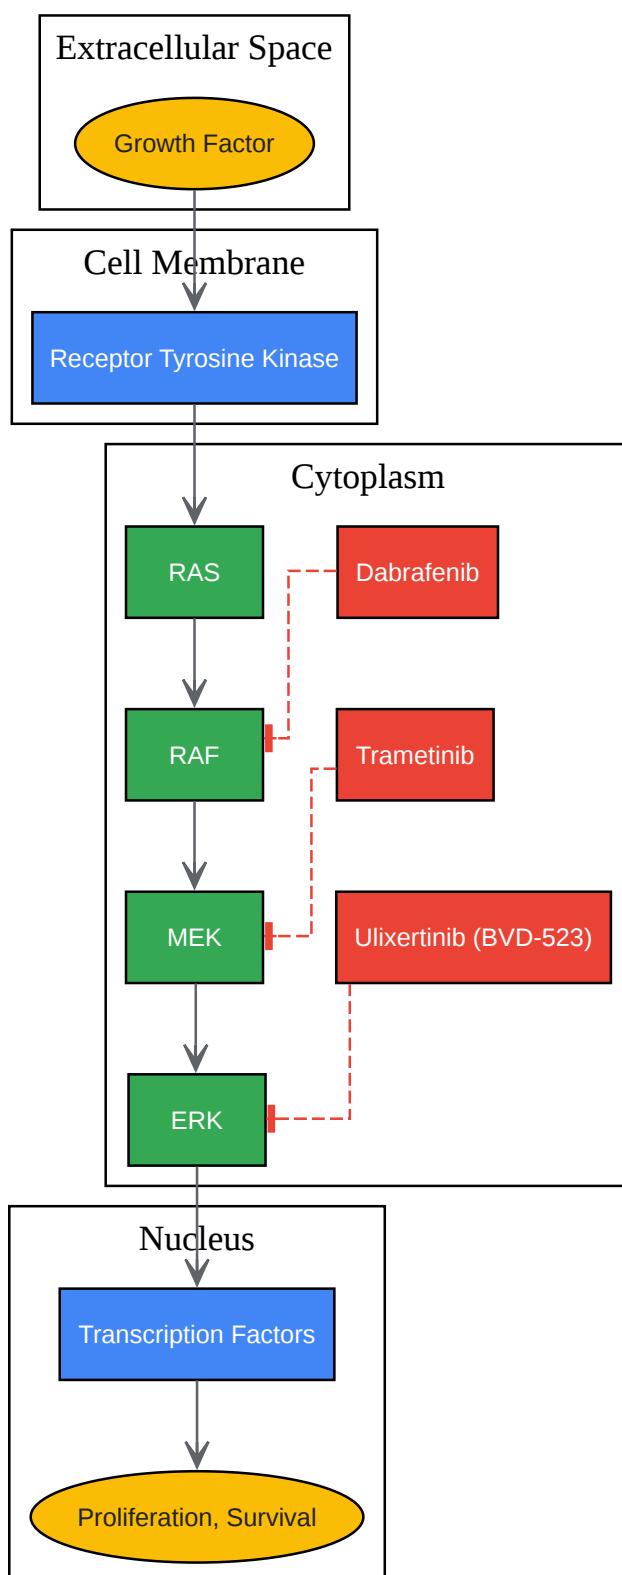 Extracellular Space
Growth Factor
Cell Membrane
Receptor Tyrosine Kinase
Cytoplasm
RAS
Dabrafenib
RAF
Trametinib
MEK
Ulixertinib (BVD-523)
ERK
Nucleus
Transcription Factors
Proliferation, Survival